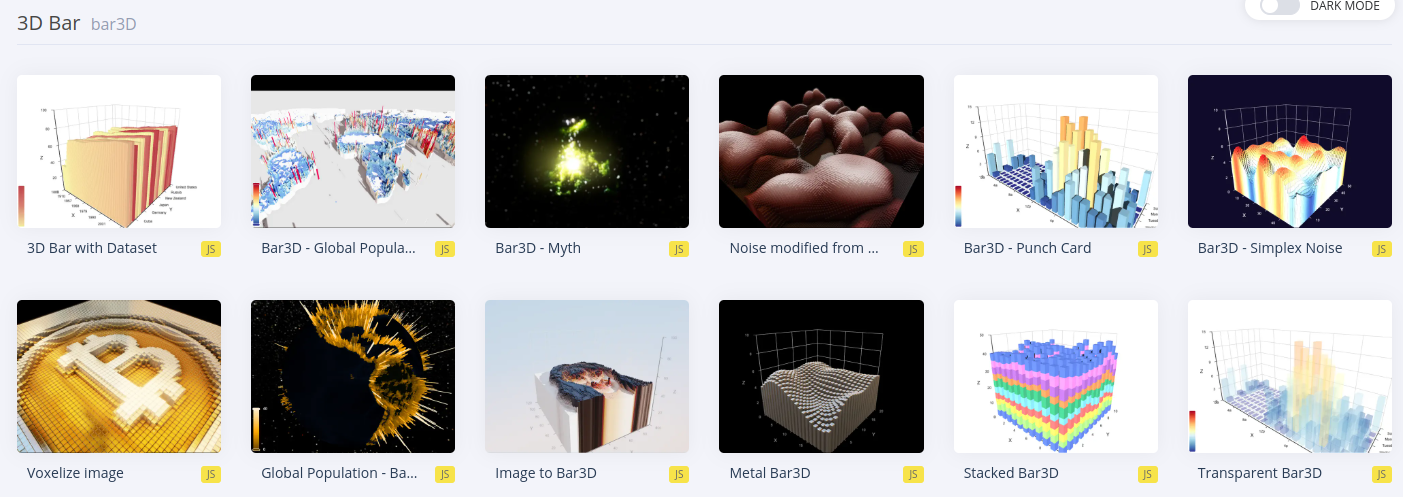 3D Bar bar3D
DARK MODE
3D Bar with Dataset JS
Bar3D - Global Popula... JS
Bar3D - Myth JS
Noise modified from ... JS
Bar3D - Punch Card JS
Bar3D - Simplex Noise JS
Voxelize image JS
Global Population - Ba... JS
Image to Bar3D JS
Metal Bar3D JS
Stacked Bar3D JS
Transparent Bar3D JS